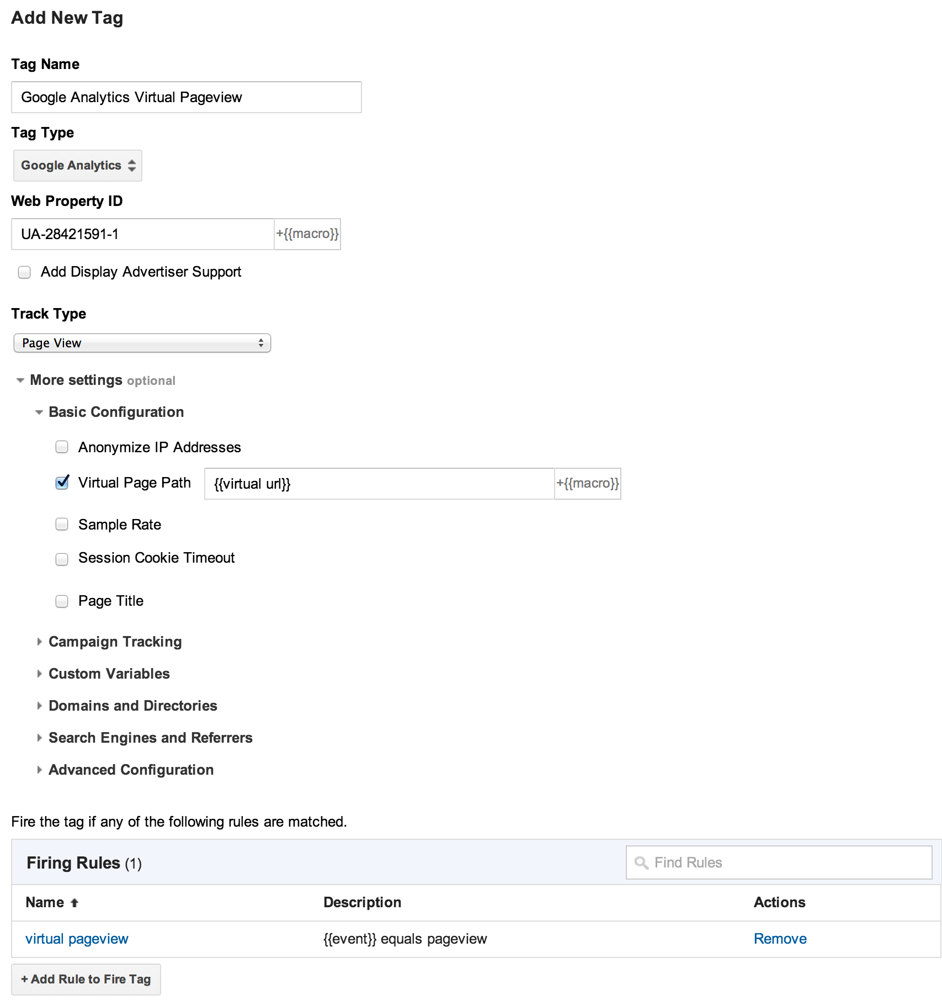 Add New Tag
Tag Name
Google Analytics Virtual Pageview
Tag Type
Google Analytics
Web Property ID
UA-28421591-1 +{{macro}}
Add Display Advertiser Support
Track Type
Page View
More settings optional
Basic Configuration
Anonymize IP Addresses
Virtual Page Path {{virtual url}} +{{macro}}
Sample Rate
Session Cookie Timeout
Page Title
Campaign Tracking
Custom Variables
Domains and Directories
Search Engines and Referrers
Advanced Configuration
Fire the tag if any of the following rules are matched.
Firing Rules (1) Find Rules
Name Description Actions
virtual pageview {{event}} equals pageview Remove
+ Add Rule to Fire Tag